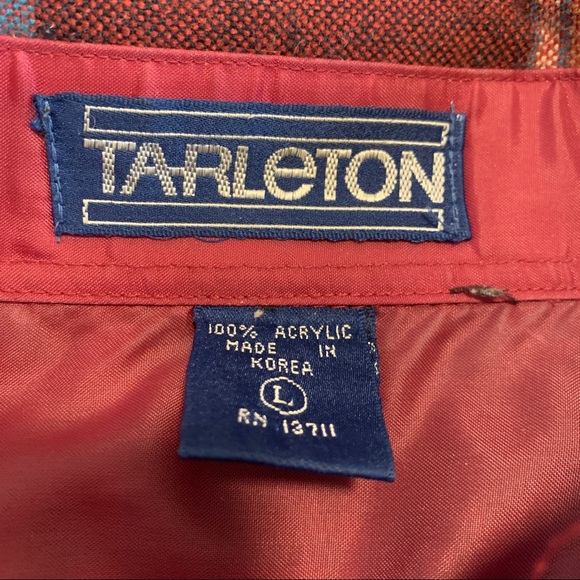 TARLeTON
100% ACRYLIC
MADE IN
KOREA
L
RN 13711